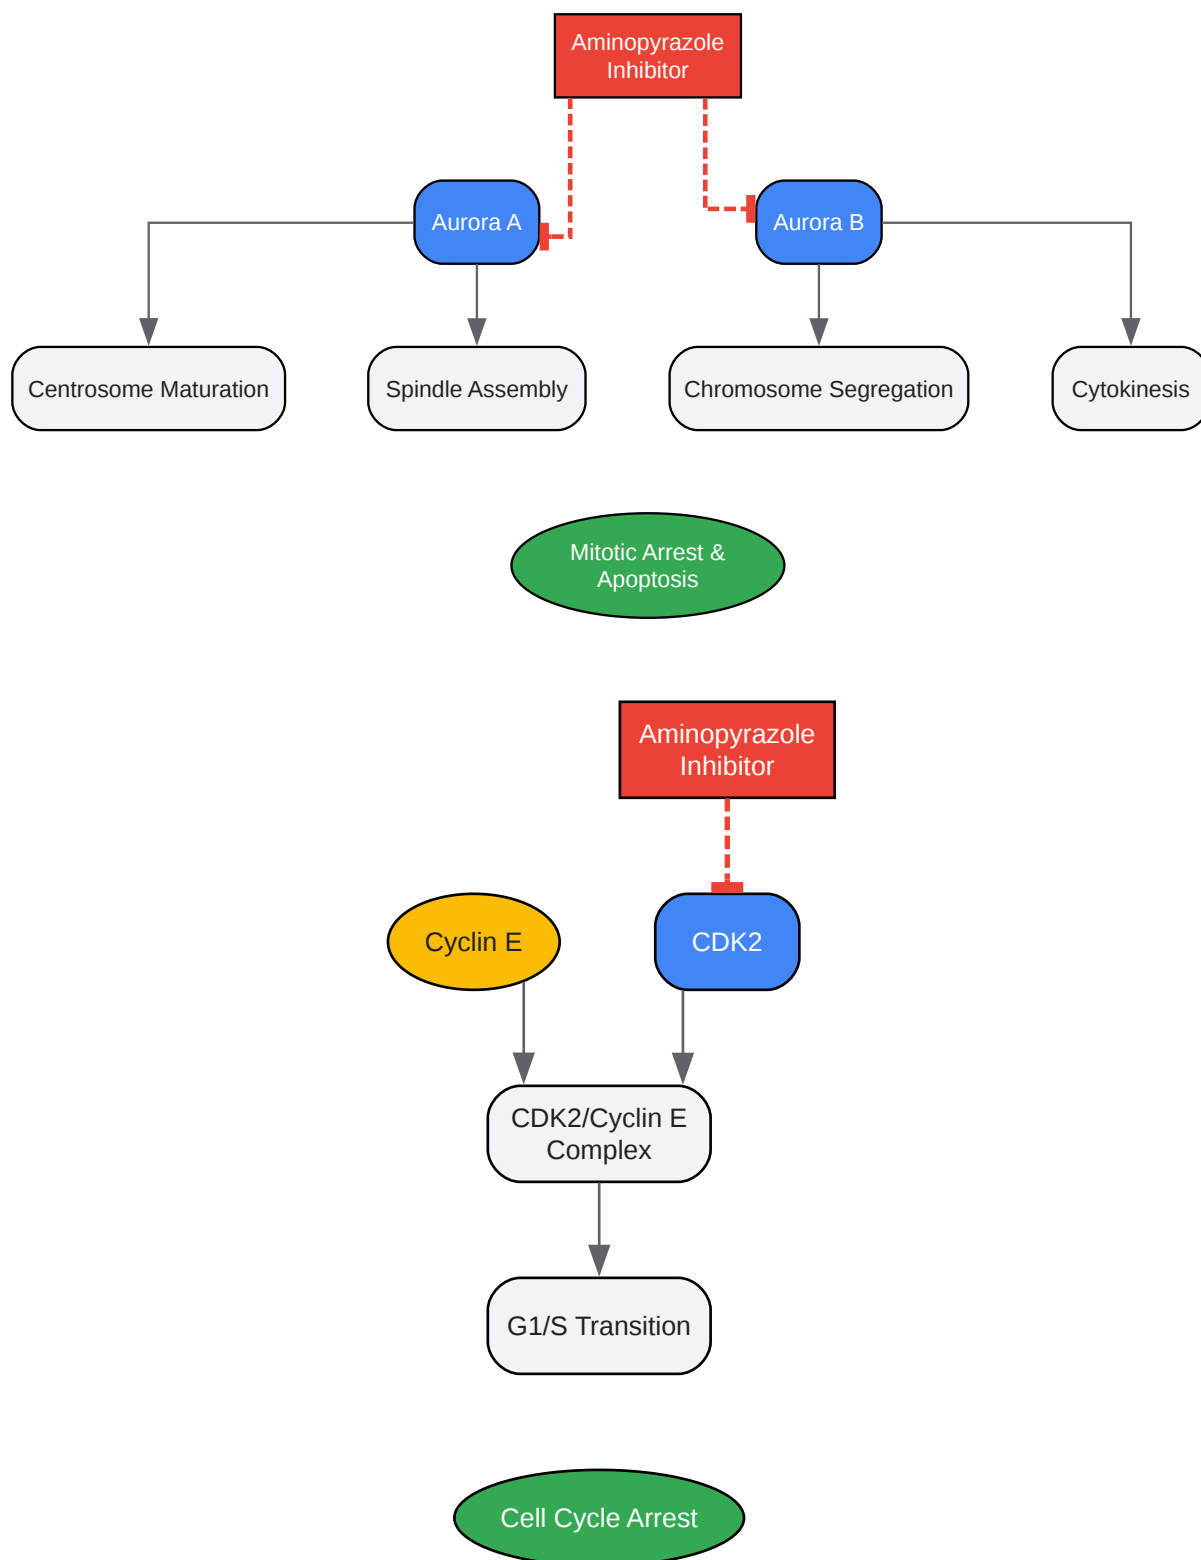 Aminopyrazole
Inhibitor
Aurora A
Aurora B
Centrosome Maturation
Spindle Assembly
Chromosome Segregation
Cytokinesis
Mitotic Arrest &
Apoptosis
Aminopyrazole
Inhibitor
Cyclin E
CDK2
CDK2/Cyclin E
Complex
G1/S Transition
Cell Cycle Arrest